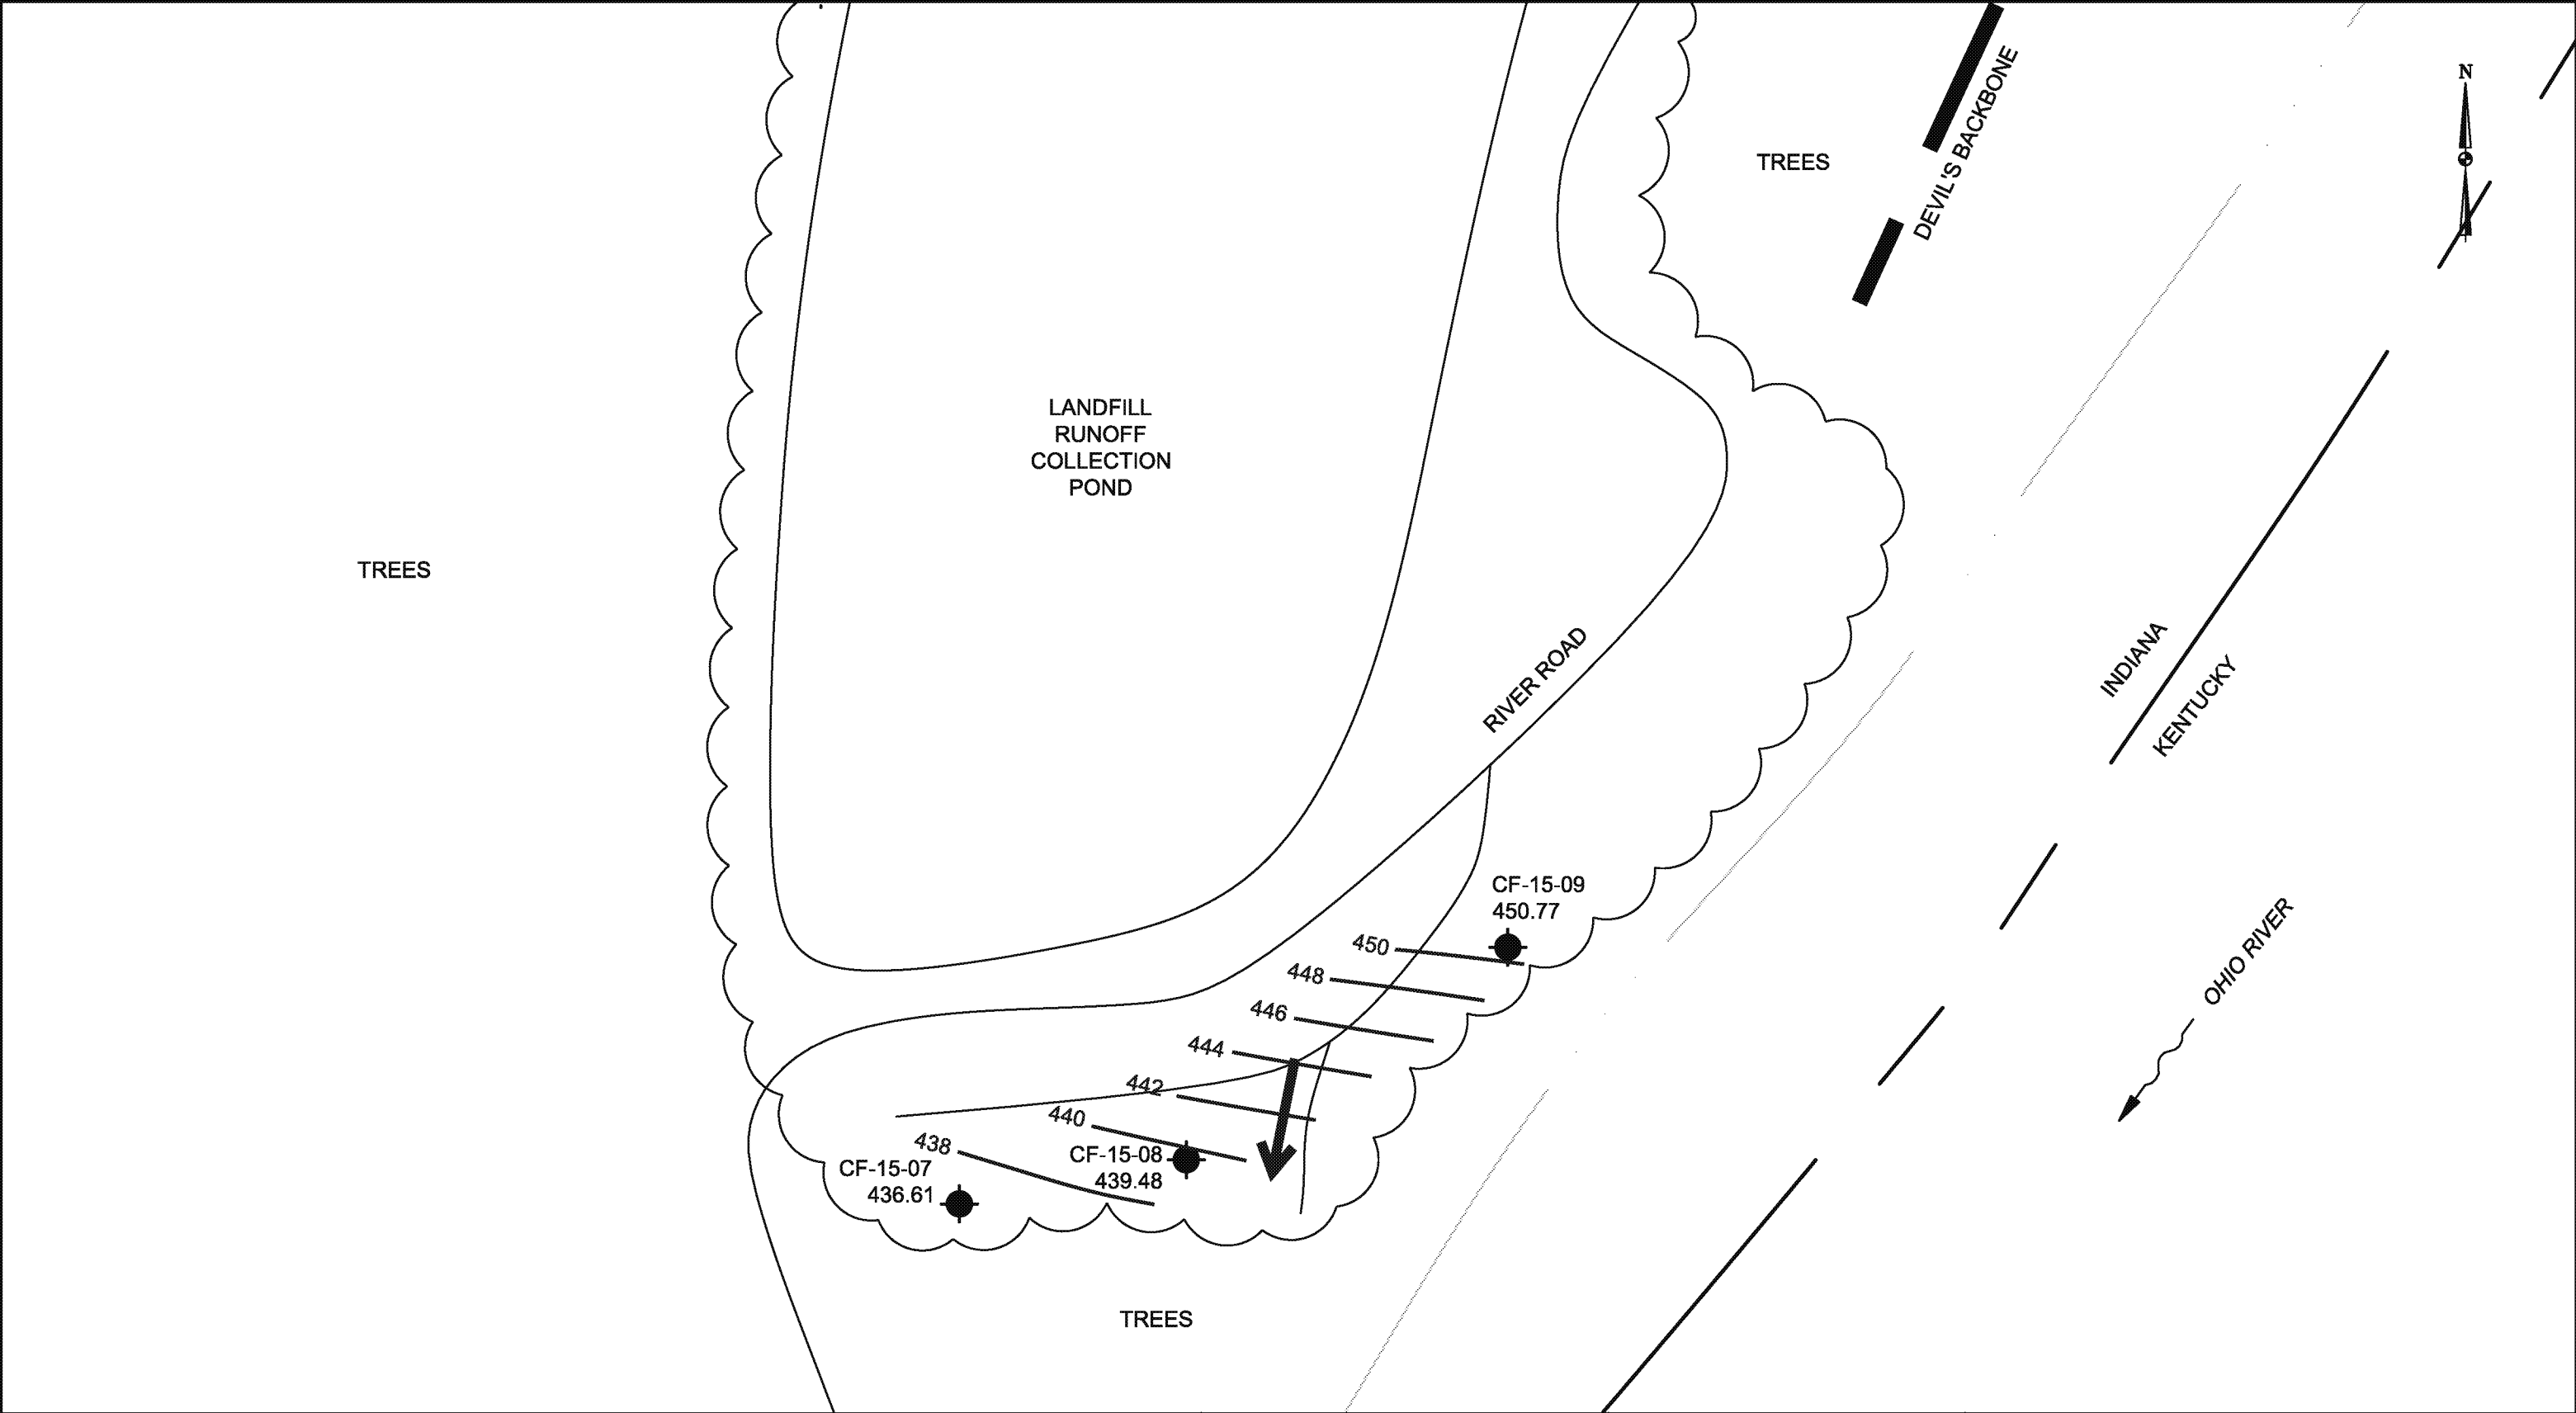 N
DEVIL'S BACKBONE
TREES
LANDFILL
RUNOFF
COLLECTION
POND
TREES
RIVER ROAD
INDIANA
KENTUCKY
OHIO RIVER
CF-15-09
450.77
450
448
446
444
442
440
438
CF-15-08
439.48
CF-15-07
436.61
TREES